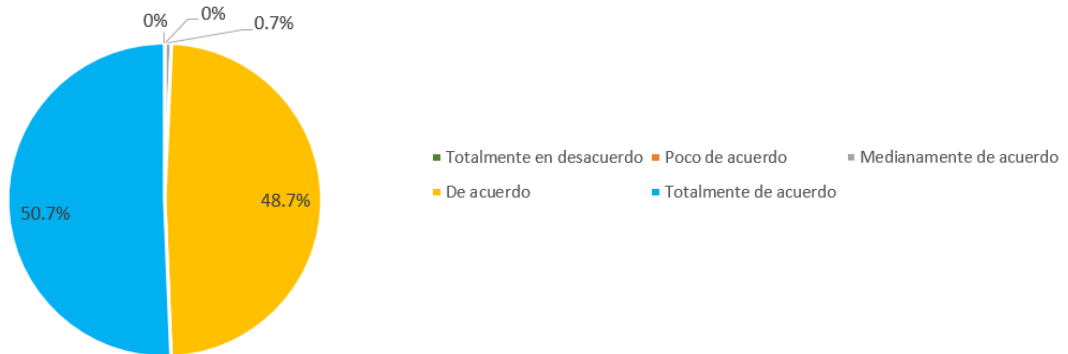 0% 0% 0.7%
50.7% 48.7%
Totalmente en desacuerdo Poco de acuerdo Medianamente de acuerdo
De acuerdo Totalmente de acuerdo